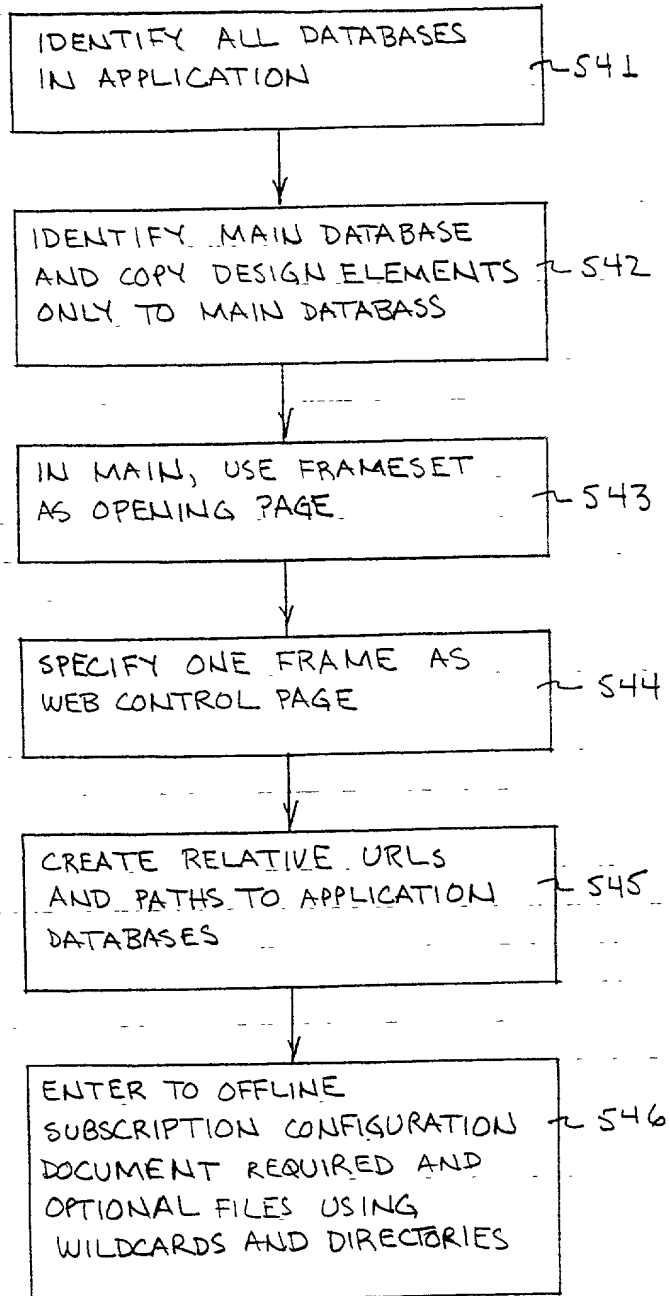 IDENTIFY ALL DATABASES
IN APPLICATION
541
IDENTIFY MAIN DATABASE
AND COPY DESIGN ELEMENTS
ONLY TO MAIN DATABASS
542
IN MAIN, USE FRAMESET
AS OPENING PAGE
543
SPECIFY ONE FRAME AS
WEB CONTROL PAGE
544
CREATE RELATIVE URLS
AND PATHS TO APPLICATION
DATABASES
545
ENTER TO OFFLINE
SUBSCRIPTION CONFIGURATION
DOCUMENT REQUIRED AND
OPTIONAL FILES USING
WILDCARDS AND DIRECTORIES
546